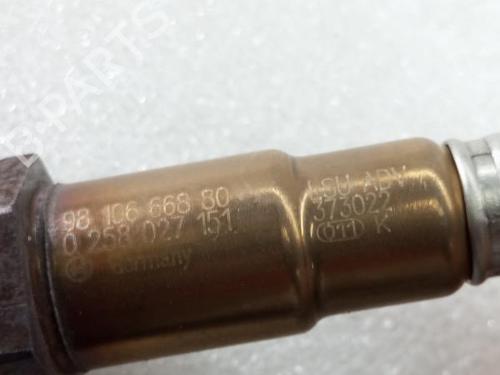 B-PARTS
98 106 668 80
0 258 027 151
Germany
LSU ADV
373022
K